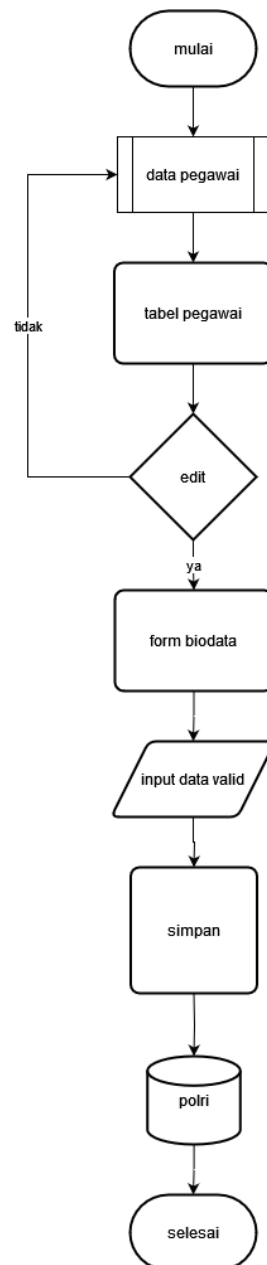 mulai
data pegawai
tabel pegawai
tidak
edit
ya
form biodata
input data valid
simpan
polri
selesai